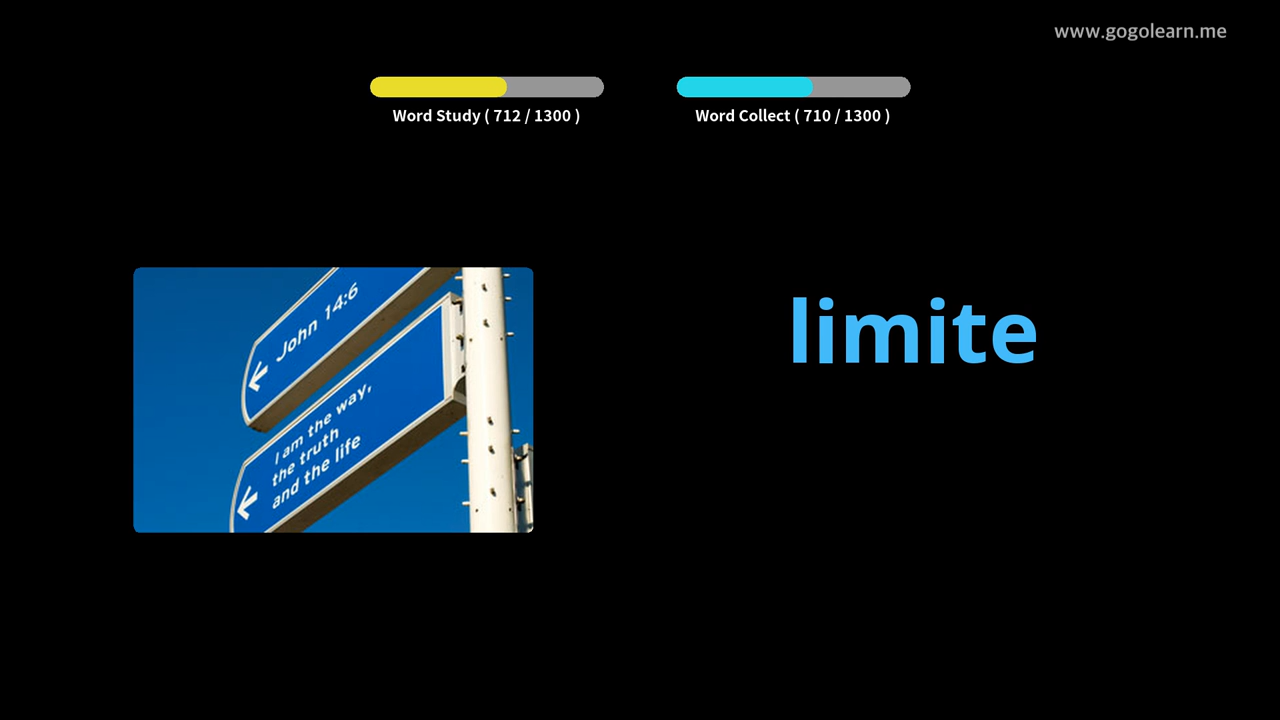 www.gogolearn.me
Word Study ( 712 / 1300 )
Word Collect ( 710 / 1300 )
John 14:6
I am the way,
the truth
and the life
limite